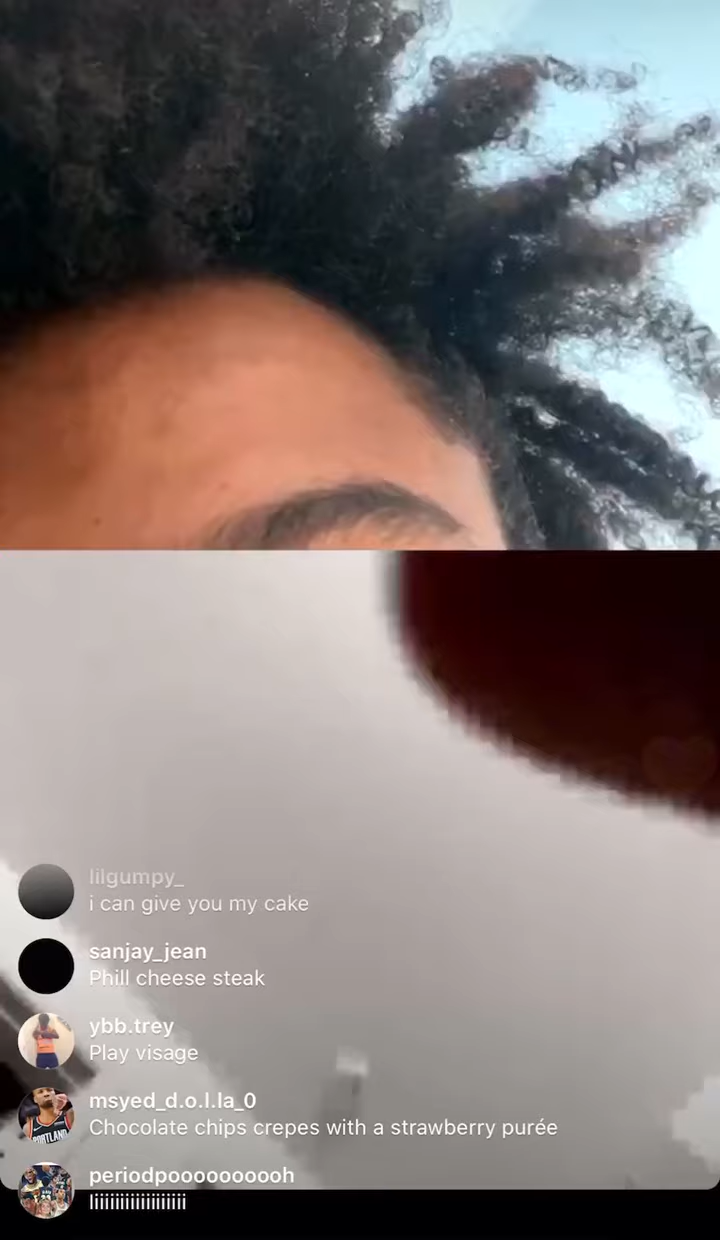 lilgumpy_
i can give you my cake
sanjay_jean
Phill cheese steak
ybb.trey
Play visage
msyed_d.o.l.la_0
PORTLAND
Chocolate chips crepes with a strawberry purée
periodpoooooooooh